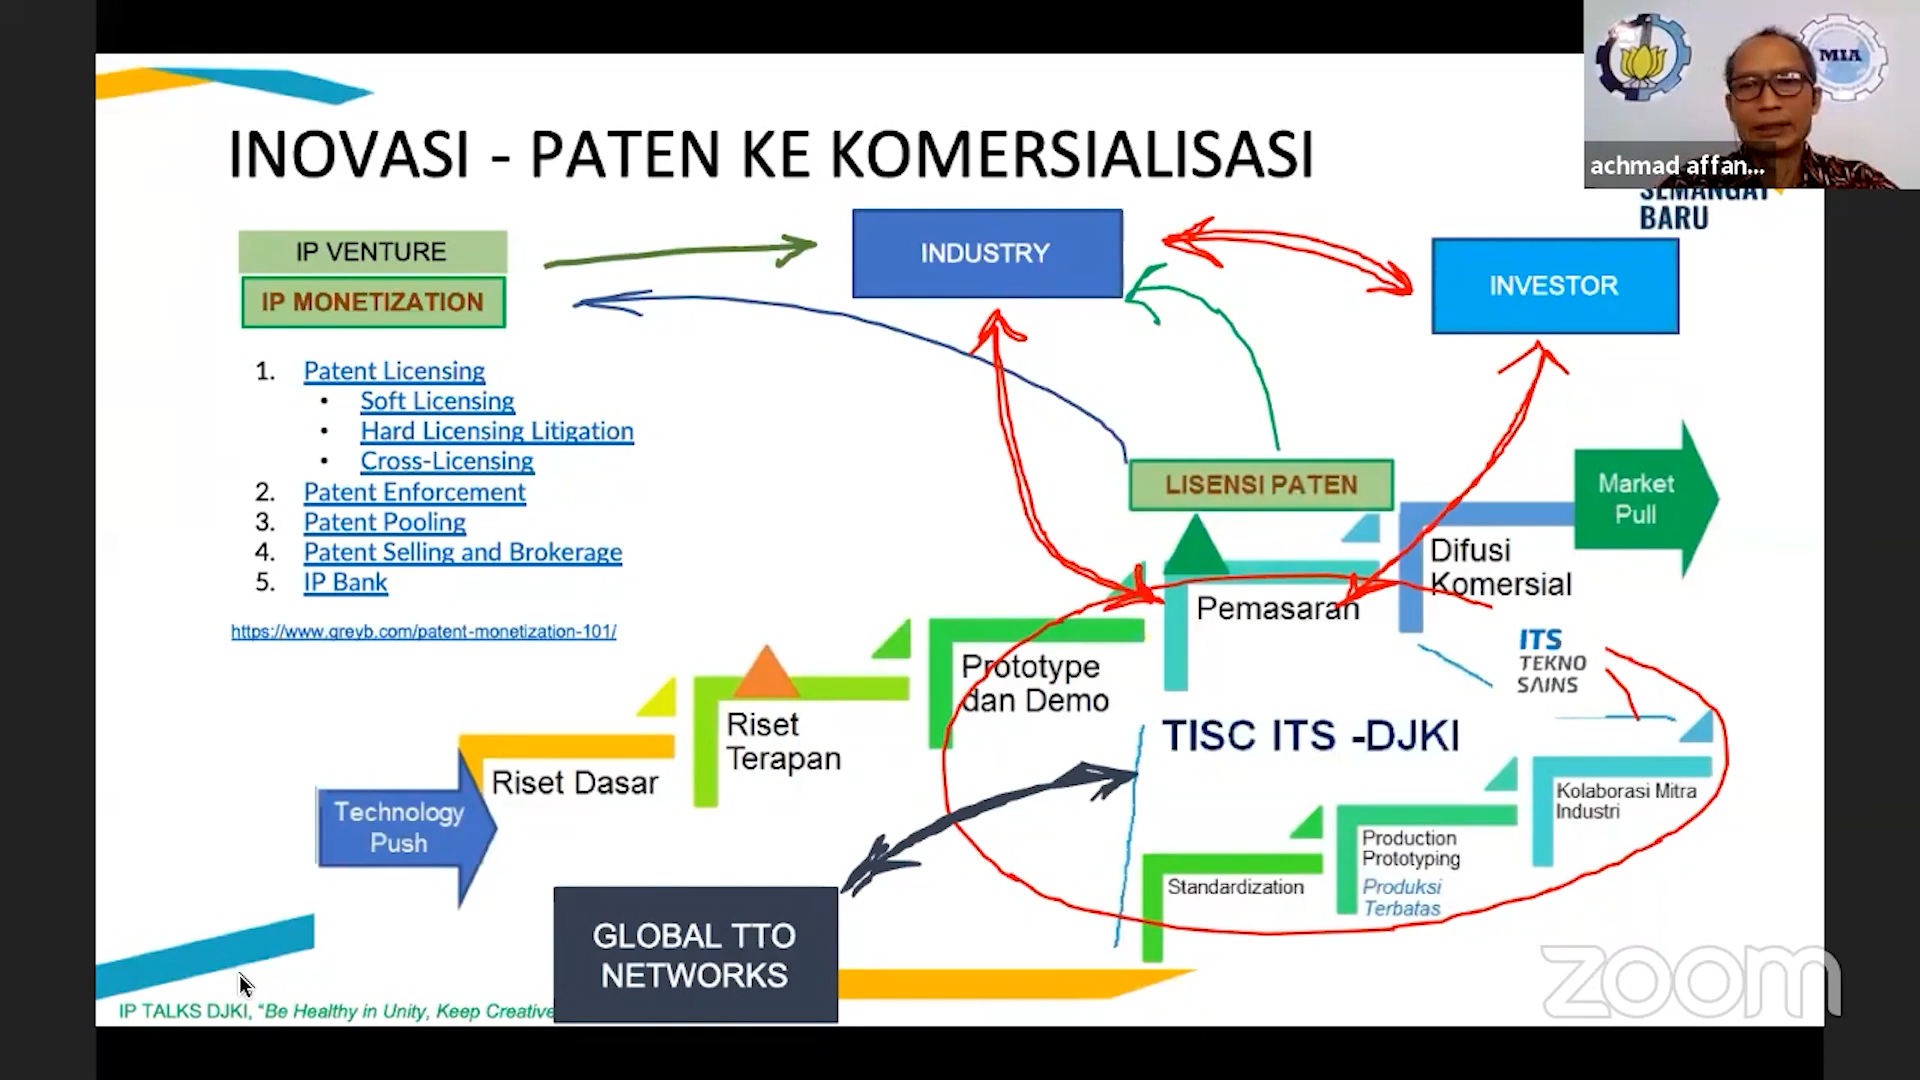 INOVASI - PATEN KE KOMERSIALISASI
MIA
achmad affan...
SEMANGAT
BARU
IP VENTURE
IP MONETIZATION
INDUSTRY
INVESTOR
1. Patent Licensing
• Soft Licensing
• Hard Licensing Litigation
• Cross-Licensing
2. Patent Enforcement
3. Patent Pooling
4. Patent Selling and Brokerage
5. IP Bank
https://www.greyb.com/patent-monetization-101/
LISENSI PATEN
Market
Pull
Difusi
Komersial
Pemasaran
Prototype
dan Demo
Riset
Terapan
Riset Dasar
Technology
Push
ITS
TEKNO
SAINS
TISC ITS -DJKI
Kolaborasi Mitra
Industri
Production
Prototyping
Produksi
Terbatas
Standardization
GLOBAL TTO
NETWORKS
IP TALKS DJKI, “Be Healthy in Unity, Keep Creative
zoom